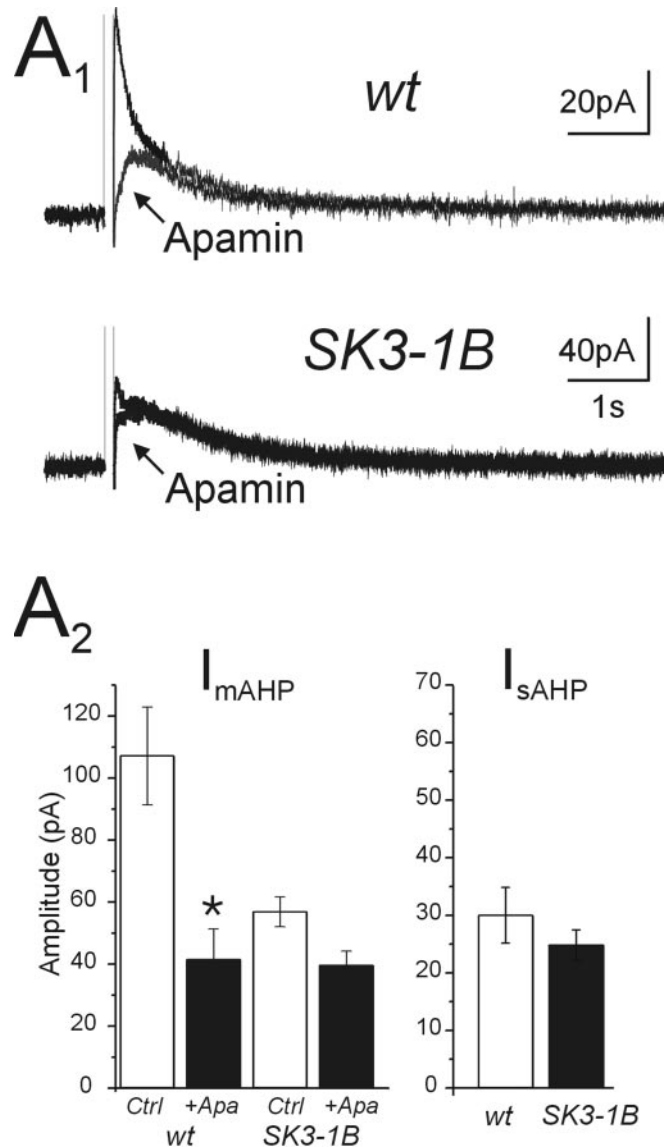 A1
wt
20pA
Apamin
SK3-1B
40pA
1s
Apamin
A2
ImAHP
IsAHP
Amplitude (pA)
120
100
80
60
40
20
0
*
Ctrl +Apa Ctrl +Apa
wt SK3-1B
70
60
50
40
30
20
10
0
wt SK3-1B